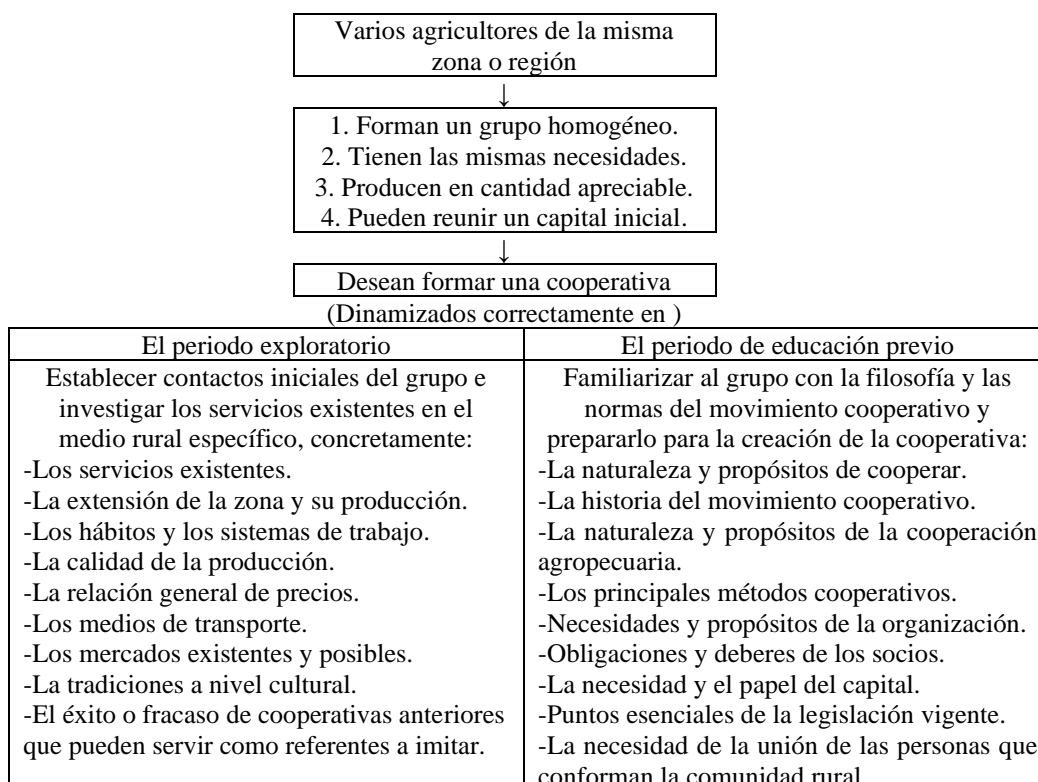 Varios agricultores de la misma
zona o región
↓
1. Forman un grupo homogéneo.
2. Tienen las mismas necesidades.
3. Producen en cantidad apreciable.
4. Pueden reunir un capital inicial.
↓
Desean formar una cooperativa
(Dinamizados correctamente en )
El periodo exploratorio
Establecer contactos iniciales del grupo e
investigar los servicios existentes en el
medio rural específico, concretamente:
-Los servicios existentes.
-La extensión de la zona y su producción.
-Los hábitos y los sistemas de trabajo.
-La calidad de la producción.
-La relación general de precios.
-Los medios de transporte.
-Los mercados existentes y posibles.
-La tradiciones a nivel cultural.
-El éxito o fracaso de cooperativas anteriores
que pueden servir como referentes a imitar.
El periodo de educación previo
Familiarizar al grupo con la filosofía y las
normas del movimiento cooperativo y
prepararlo para la creación de la cooperativa:
-La naturaleza y propósitos de cooperar.
-La historia del movimiento cooperativo.
-La naturaleza y propósitos de la cooperación
agropecuaria.
-Los principales métodos cooperativos.
-Necesidades y propósitos de la organización.
-Obligaciones y deberes de los socios.
-La necesidad y el papel del capital.
-Puntos esenciales de la legislación vigente.
-La necesidad de la unión de las personas que
conforman la comunidad rural